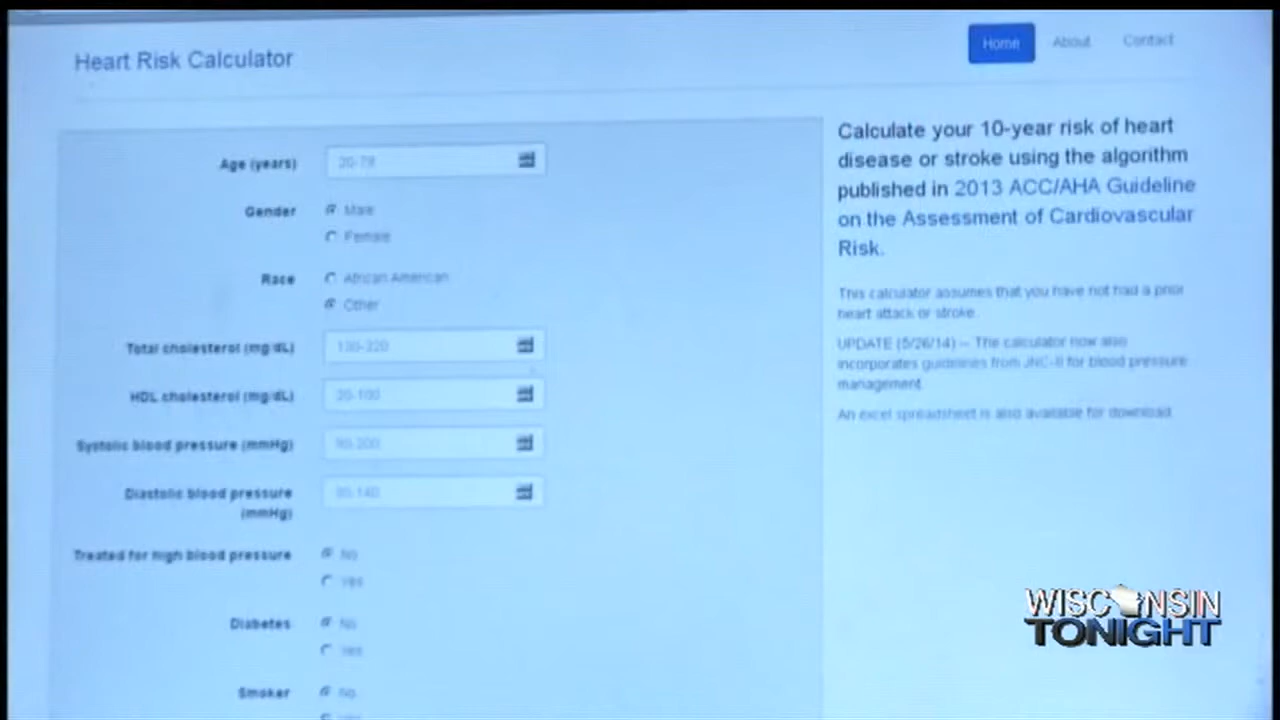 Heart Risk Calculator
Home
About
Contact
Age (years)
20-79
Gender
Male
Female
Race
African American
Other
Total cholesterol (mg/dL)
130-320
HDL cholesterol (mg/dL)
20-100
Systolic blood pressure (mmHg)
90-200
Diastolic blood pressure
(mmHg)
Treated for high blood pressure
No
Yes
Diabetes
No
Yes
Smoker
No
Calculate your 10-year risk of heart
disease or stroke using the algorithm
published in 2013 ACC/AHA Guideline
on the Assessment of Cardiovascular
Risk.
This calculator assumes that you have not had a prior
heart attack or stroke.
UPDATE (5/26/14) -- The calculator now also
incorporates guidelines from for blood pressure
management.
An excel spreadsheet is also available for download.
WISCONSIN
TONIGHT